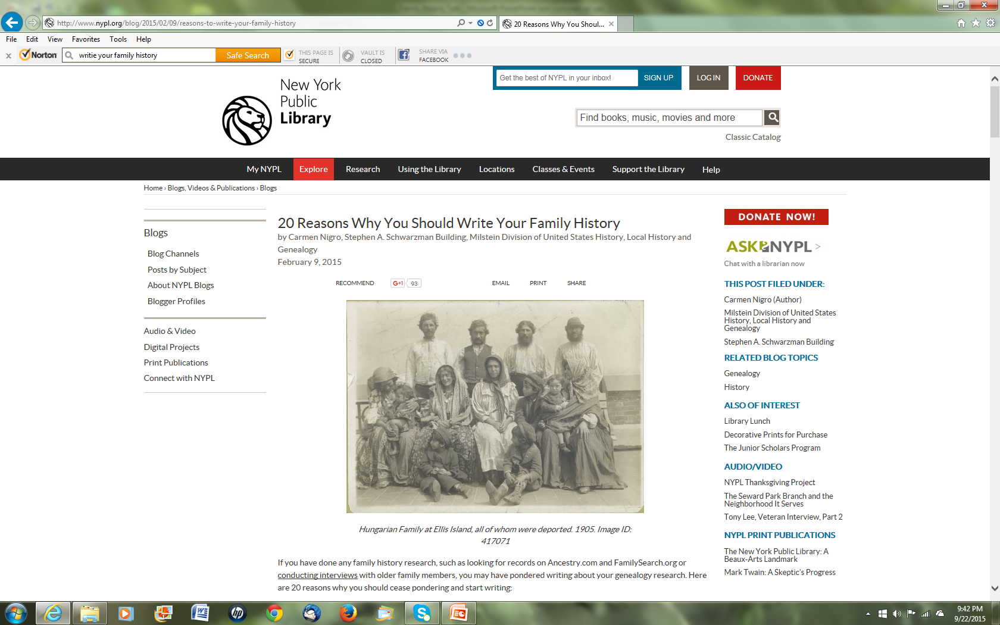 http://www.nypl.org/blog/2015/02/09/reasons-to-write-your-family-history
20 Reasons Why You Shoul...
File Edit View Favorites Tools Help
x Norton writie your family history Safe Search THIS PAGE IS SECURE VAULT IS CLOSED SHARE VIA FACEBOOK
New York
Public
Library
Get the best of NYPL in your inbox! SIGN UP LOG IN DONATE
Find books, music, movies and more
Classic Catalog
My NYPL Explore Research Using the Library Locations Classes & Events Support the Library Help
Home › Blogs, Videos & Publications › Blogs
Blogs
Blog Channels
Posts by Subject
About NYPL Blogs
Blogger Profiles
Audio & Video
Digital Projects
Print Publications
Connect with NYPL
20 Reasons Why You Should Write Your Family History
by Carmen Nigro, Stephen A. Schwarzman Building, Milstein Division of United States History, Local History and
Genealogy
February 9, 2015
RECOMMEND G+1 93 EMAIL PRINT SHARE
Hungarian Family at Ellis Island, all of whom were deported. 1905. Image ID:
417071
If you have done any family history research, such as looking for records on Ancestry.com and FamilySearch.org or
conducting interviews with older family members, you may have pondered writing about your genealogy research. Here
are 20 reasons why you should cease pondering and start writing:
DONATE NOW!
ASK NYPL >
Chat with a librarian now
THIS POST FILED UNDER:
Carmen Nigro (Author)
Milstein Division of United States
History, Local History and
Genealogy
Stephen A. Schwarzman Building
RELATED BLOG TOPICS
Genealogy
History
ALSO OF INTEREST
Library Lunch
Decorative Prints for Purchase
The Junior Scholars Program
AUDIO/VIDEO
NYPL Thanksgiving Project
The Seward Park Branch and the
Neighborhood It Serves
Tony Lee, Veteran Interview, Part 2
NYPL PRINT PUBLICATIONS
The New York Public Library: A
Beaux-Arts Landmark
Mark Twain: A Skeptic's Progress
9:42 PM
9/22/2015